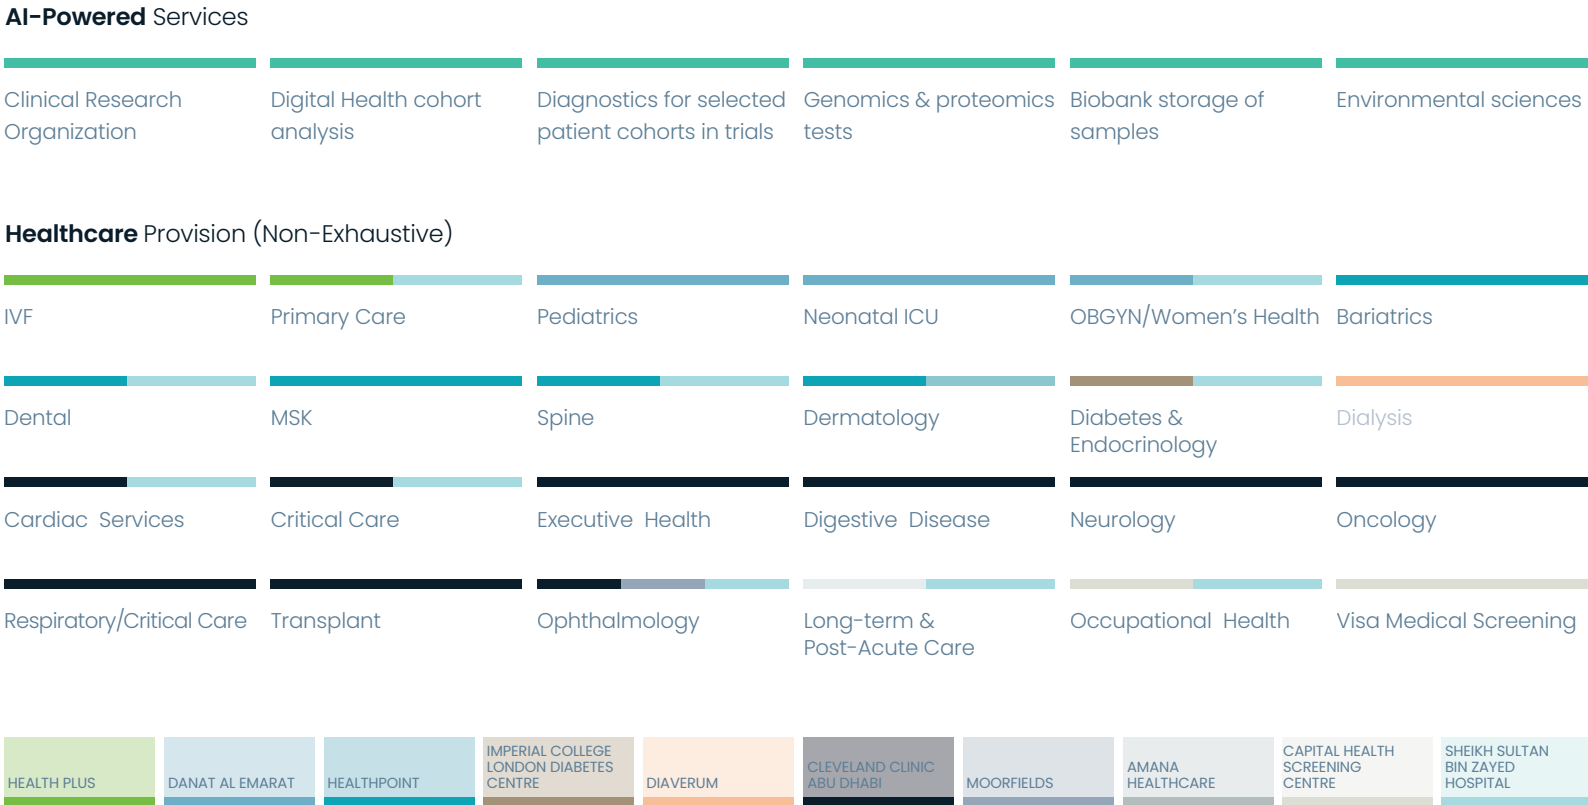 AI-Powered Services
Clinical Research
Organization
Digital Health cohort
analysis
Diagnostics for selected
patient cohorts in trials
Genomics & proteomics
tests
Biobank storage of
samples
Environmental sciences
Healthcare Provision (Non-Exhaustive)
IVF
Primary Care
Pediatrics
Neonatal ICU
OBGYN/Women’s Health
Bariatrics
Dental
MSK
Spine
Dermatology
Diabetes &
Endocrinology
Dialysis
Cardiac Services
Critical Care
Executive Health
Digestive Disease
Neurology
Oncology
Respiratory/Critical Care
Transplant
Ophthalmology
Long-term &
Post-Acute Care
Occupational Health
Visa Medical Screening
HEALTH PLUS
DANAT AL EMARAT
HEALTHPOINT
IMPERIAL COLLEGE
LONDON DIABETES
CENTRE
DIAVERUM
CLEVELAND CLINIC
ABU DHABI
MOORFIELDS
AMANA
HEALTHCARE
CAPITAL HEALTH
SCREENING
CENTRE
SHEIKH SULTAN
BIN ZAYED
HOSPITAL